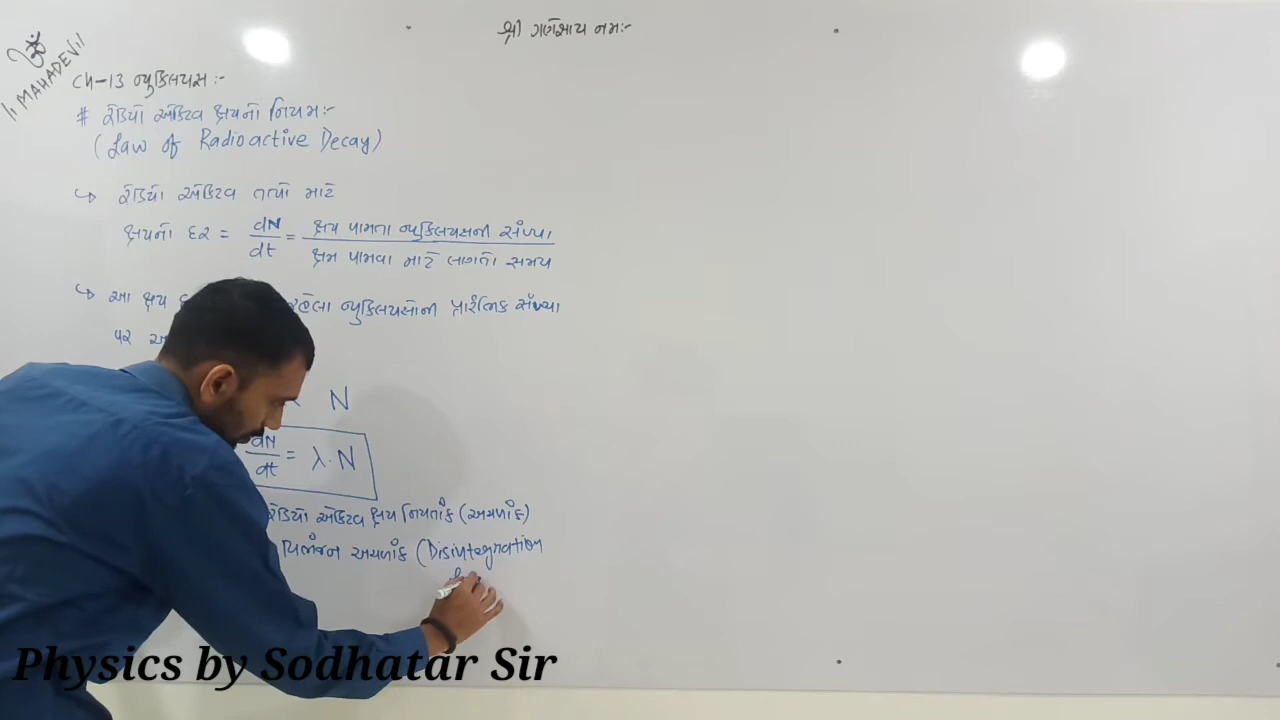 શ્રી ગણેશાય નમઃ-
ૐ
|| MAHADEV ||
CH-13 ન્યુક્લિયસ :-
# રેડિયો એક્ટિવ ક્ષયનો નિયમ:-
(Law of Radioactive Decay)
↳ રેડિયો એક્ટિવ તત્વો માટે
ક્ષયનો દર = dN/dt = ક્ષય પામતા ન્યુક્લિયસની સંખ્યા / ક્ષય પામવા માટે લાગતો સમય
↳ આ ક્ષય રહેલા ન્યુક્લિયસોની પ્રારંભિક સંખ્યા
પર
N
dN/dt = λ.N
રેડિયો એક્ટિવ ક્ષય નિયતાંક (અચળાંક)
વિભંજન અચળાંક (Disintegration
Physics by Sodhatar Sir